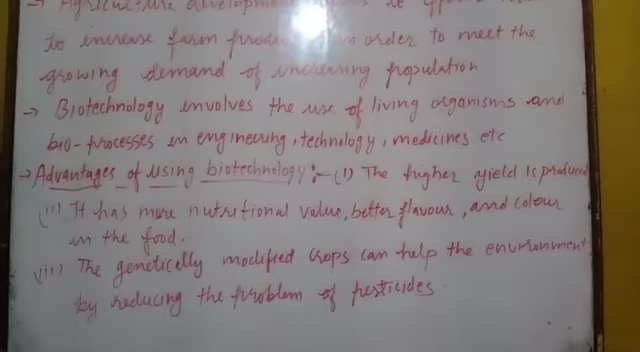 → Agriculture development
to increase farm in order to meet the
growing demand of increasing population
→ Biotechnology involves the use of living organisms and
bio-processes in engineering, technology, medicines etc
→ Advantages of using biotechnology :- (i) The higher yield is produced
(ii) It has more nutritional value, better flavour, and colour
in the food.
(iii) The genetically modified crops can help the environment
by reducing the problem of pesticides